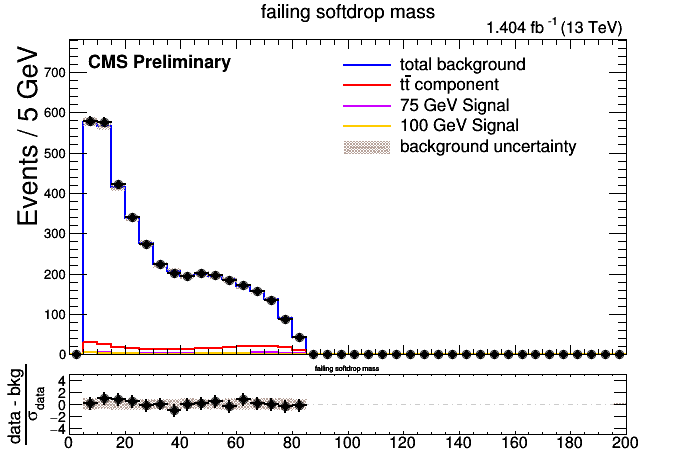 failing softdrop mass
1.404 fb⁻¹ (13 TeV)
CMS Preliminary
total background
tt̄ component
75 GeV Signal
100 GeV Signal
background uncertainty
Events / 5 GeV
700
600
500
400
300
200
100
0
failing softdrop mass
data - bkg
σdata
4
2
0
−2
−4
0 20 40 60 80 100 120 140 160 180 200